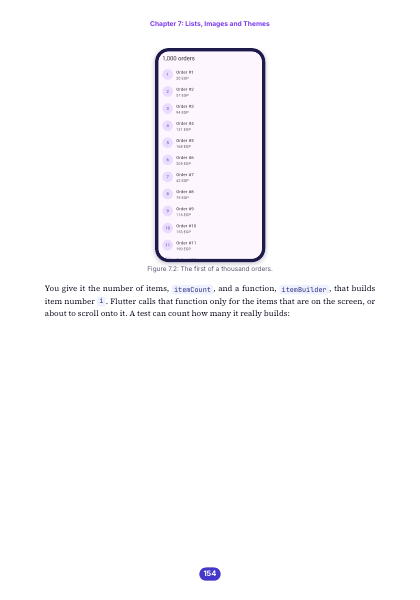 Chapter 7: Lists, Images and Themes
1,000 orders
1
Order #1
20 EGP
2
Order #2
57 EGP
3
Order #3
94 EGP
4
Order #4
131 EGP
5
Order #5
168 EGP
6
Order #6
205 EGP
7
Order #7
42 EGP
8
Order #8
79 EGP
9
Order #9
116 EGP
10
Order #10
153 EGP
11
Order #11
190 EGP
Figure 7.2: The first of a thousand orders.
You give it the number of items, itemCount, and a function, itemBuilder, that builds
item number i. Flutter calls that function only for the items that are on the screen, or
about to scroll onto it. A test can count how many it really builds:
154